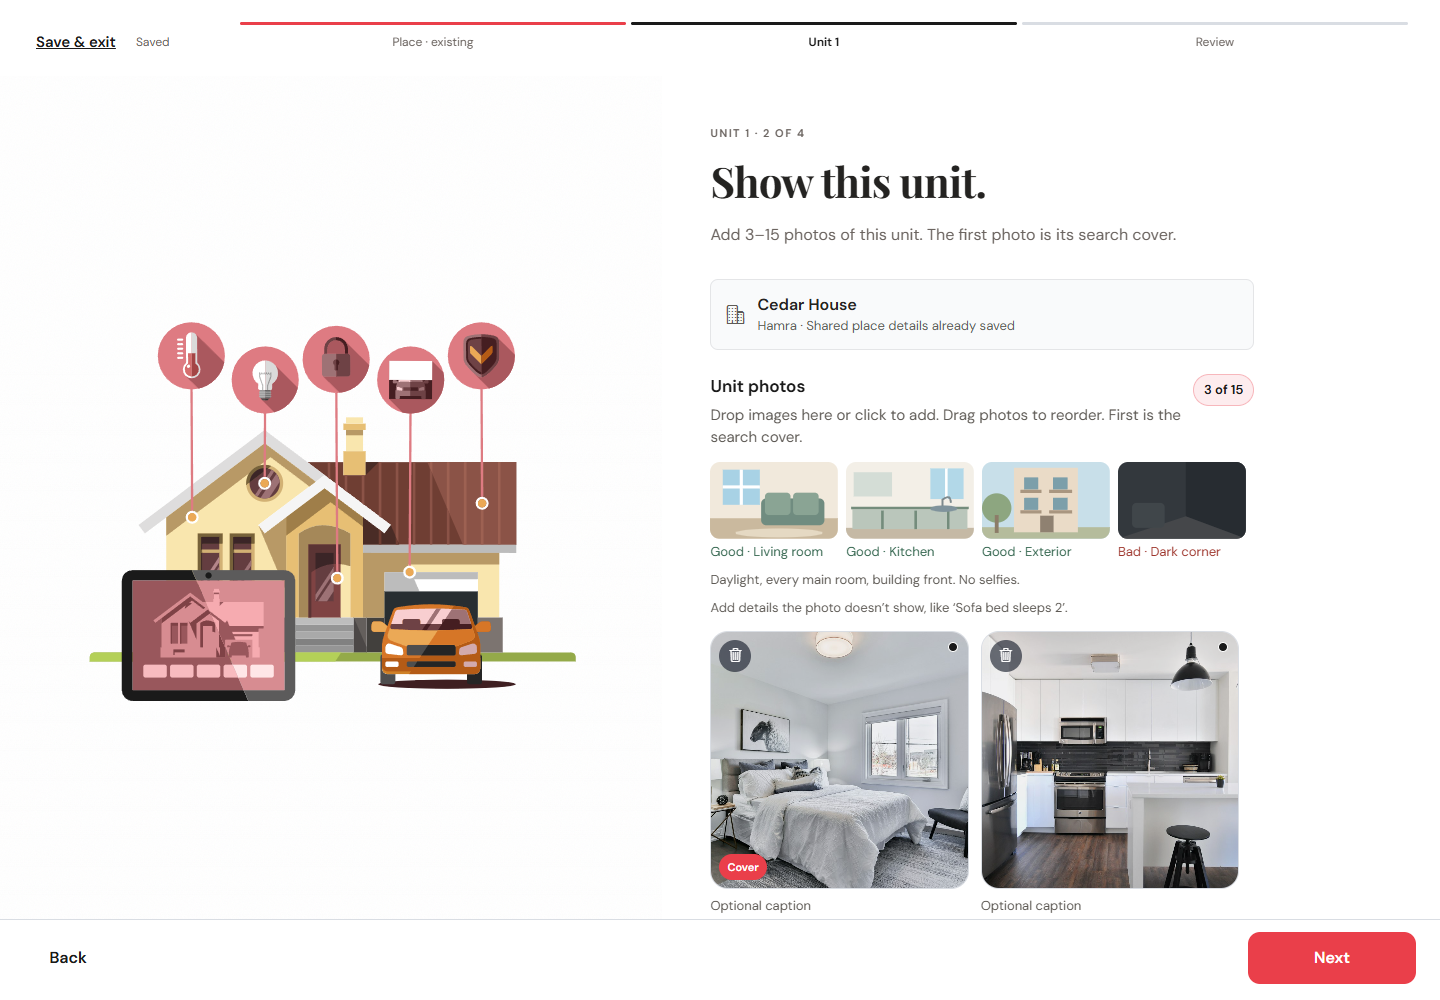 Save & exit
Saved
Place · existing
Unit 1
Review
UNIT 1 · 2 OF 4
Show this unit.
Add 3–15 photos of this unit. The first photo is its search cover.
Cedar House
Hamra · Shared place details already saved
Unit photos
3 of 15
Drop images here or click to add. Drag photos to reorder. First is the
search cover.
Good · Living room
Good · Kitchen
Good · Exterior
Bad · Dark corner
Daylight, every main room, building front. No selfies.
Add details the photo doesn’t show, like ‘Sofa bed sleeps 2’.
Cover
Optional caption
Optional caption
Back
Next